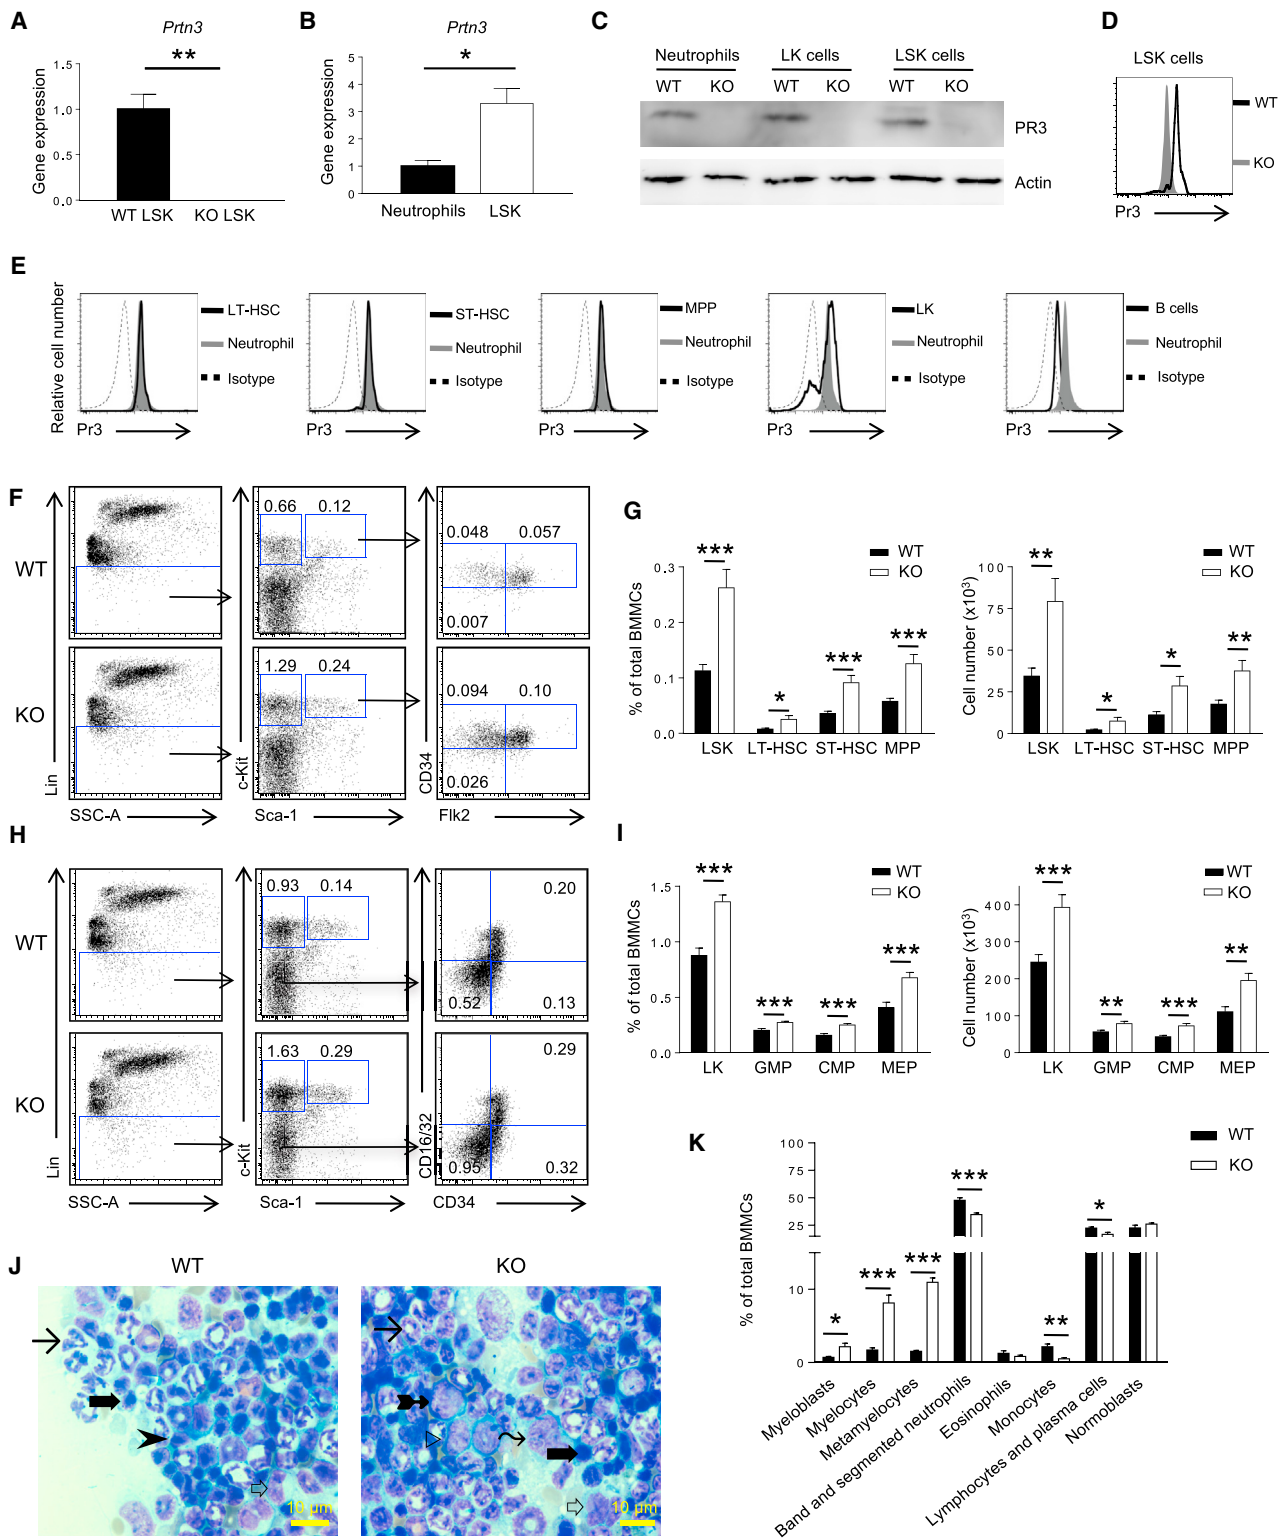 A
Prtn3
**
Gene expression
1.5
1.0
0.5
0.0
WT LSK
KO LSK
B
Prtn3
*
Gene expression
5
4
3
2
1
0
Neutrophils
LSK
C
Neutrophils
LK cells
LSK cells
WT
KO
WT
KO
WT
KO
PR3
Actin
D
LSK cells
WT
KO
Pr3
E
Relative cell number
LT-HSC
Neutrophil
Isotype
Pr3
ST-HSC
Neutrophil
Isotype
Pr3
MPP
Neutrophil
Isotype
Pr3
LK
Neutrophil
Isotype
Pr3
B cells
Neutrophil
Isotype
Pr3
F
WT
0.66
0.12
0.048
0.057
0.007
KO
1.29
0.24
0.094
0.10
0.026
Lin
SSC-A
c-Kit
Sca-1
CD34
Flk2
G
WT
KO
% of total BMMCs
0.3
0.2
0.1
0.0
***
*
***
***
LSK
LT-HSC
ST-HSC
MPP
WT
KO
Cell number (x10³)
100
75
50
25
0
**
*
*
**
LSK
LT-HSC
ST-HSC
MPP
H
WT
0.93
0.14
0.20
0.52
0.13
KO
1.63
0.29
0.29
0.95
0.32
Lin
SSC-A
c-Kit
Sca-1
CD16/32
CD34
I
WT
KO
% of total BMMCs
1.5
1.0
0.5
0.0
***
***
***
***
LK
GMP
CMP
MEP
WT
KO
Cell number (x10³)
400
300
200
100
0
***
**
***
**
LK
GMP
CMP
MEP
J
WT
KO
10 µm
10 µm
K
WT
KO
% of total BMMCs
100
75
50
25
10
0
*
***
***
***
**
*
Myeloblasts
Myelocytes
Metamyelocytes
Band and segmented neutrophils
Eosinophils
Monocytes
Lymphocytes and plasma cells
Normoblasts